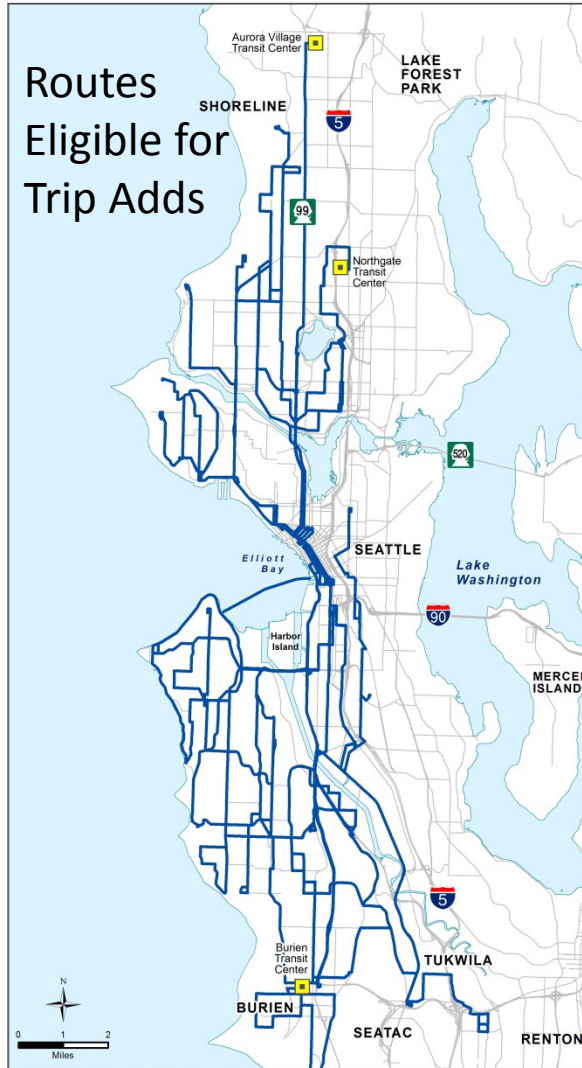 Routes
Eligible for
Trip Adds
Aurora Village
Transit Center
LAKE
FOREST
PARK
SHORELINE
5
99
Northgate
Transit
Center
520
SEATTLE
Elliott
Bay
Lake
Washington
90
Harbor
Island
MERCER
ISLAND
5
Burien
Transit
Center
TUKWILA
BURIEN
SEATAC
RENTON
N
0 1 2
Miles